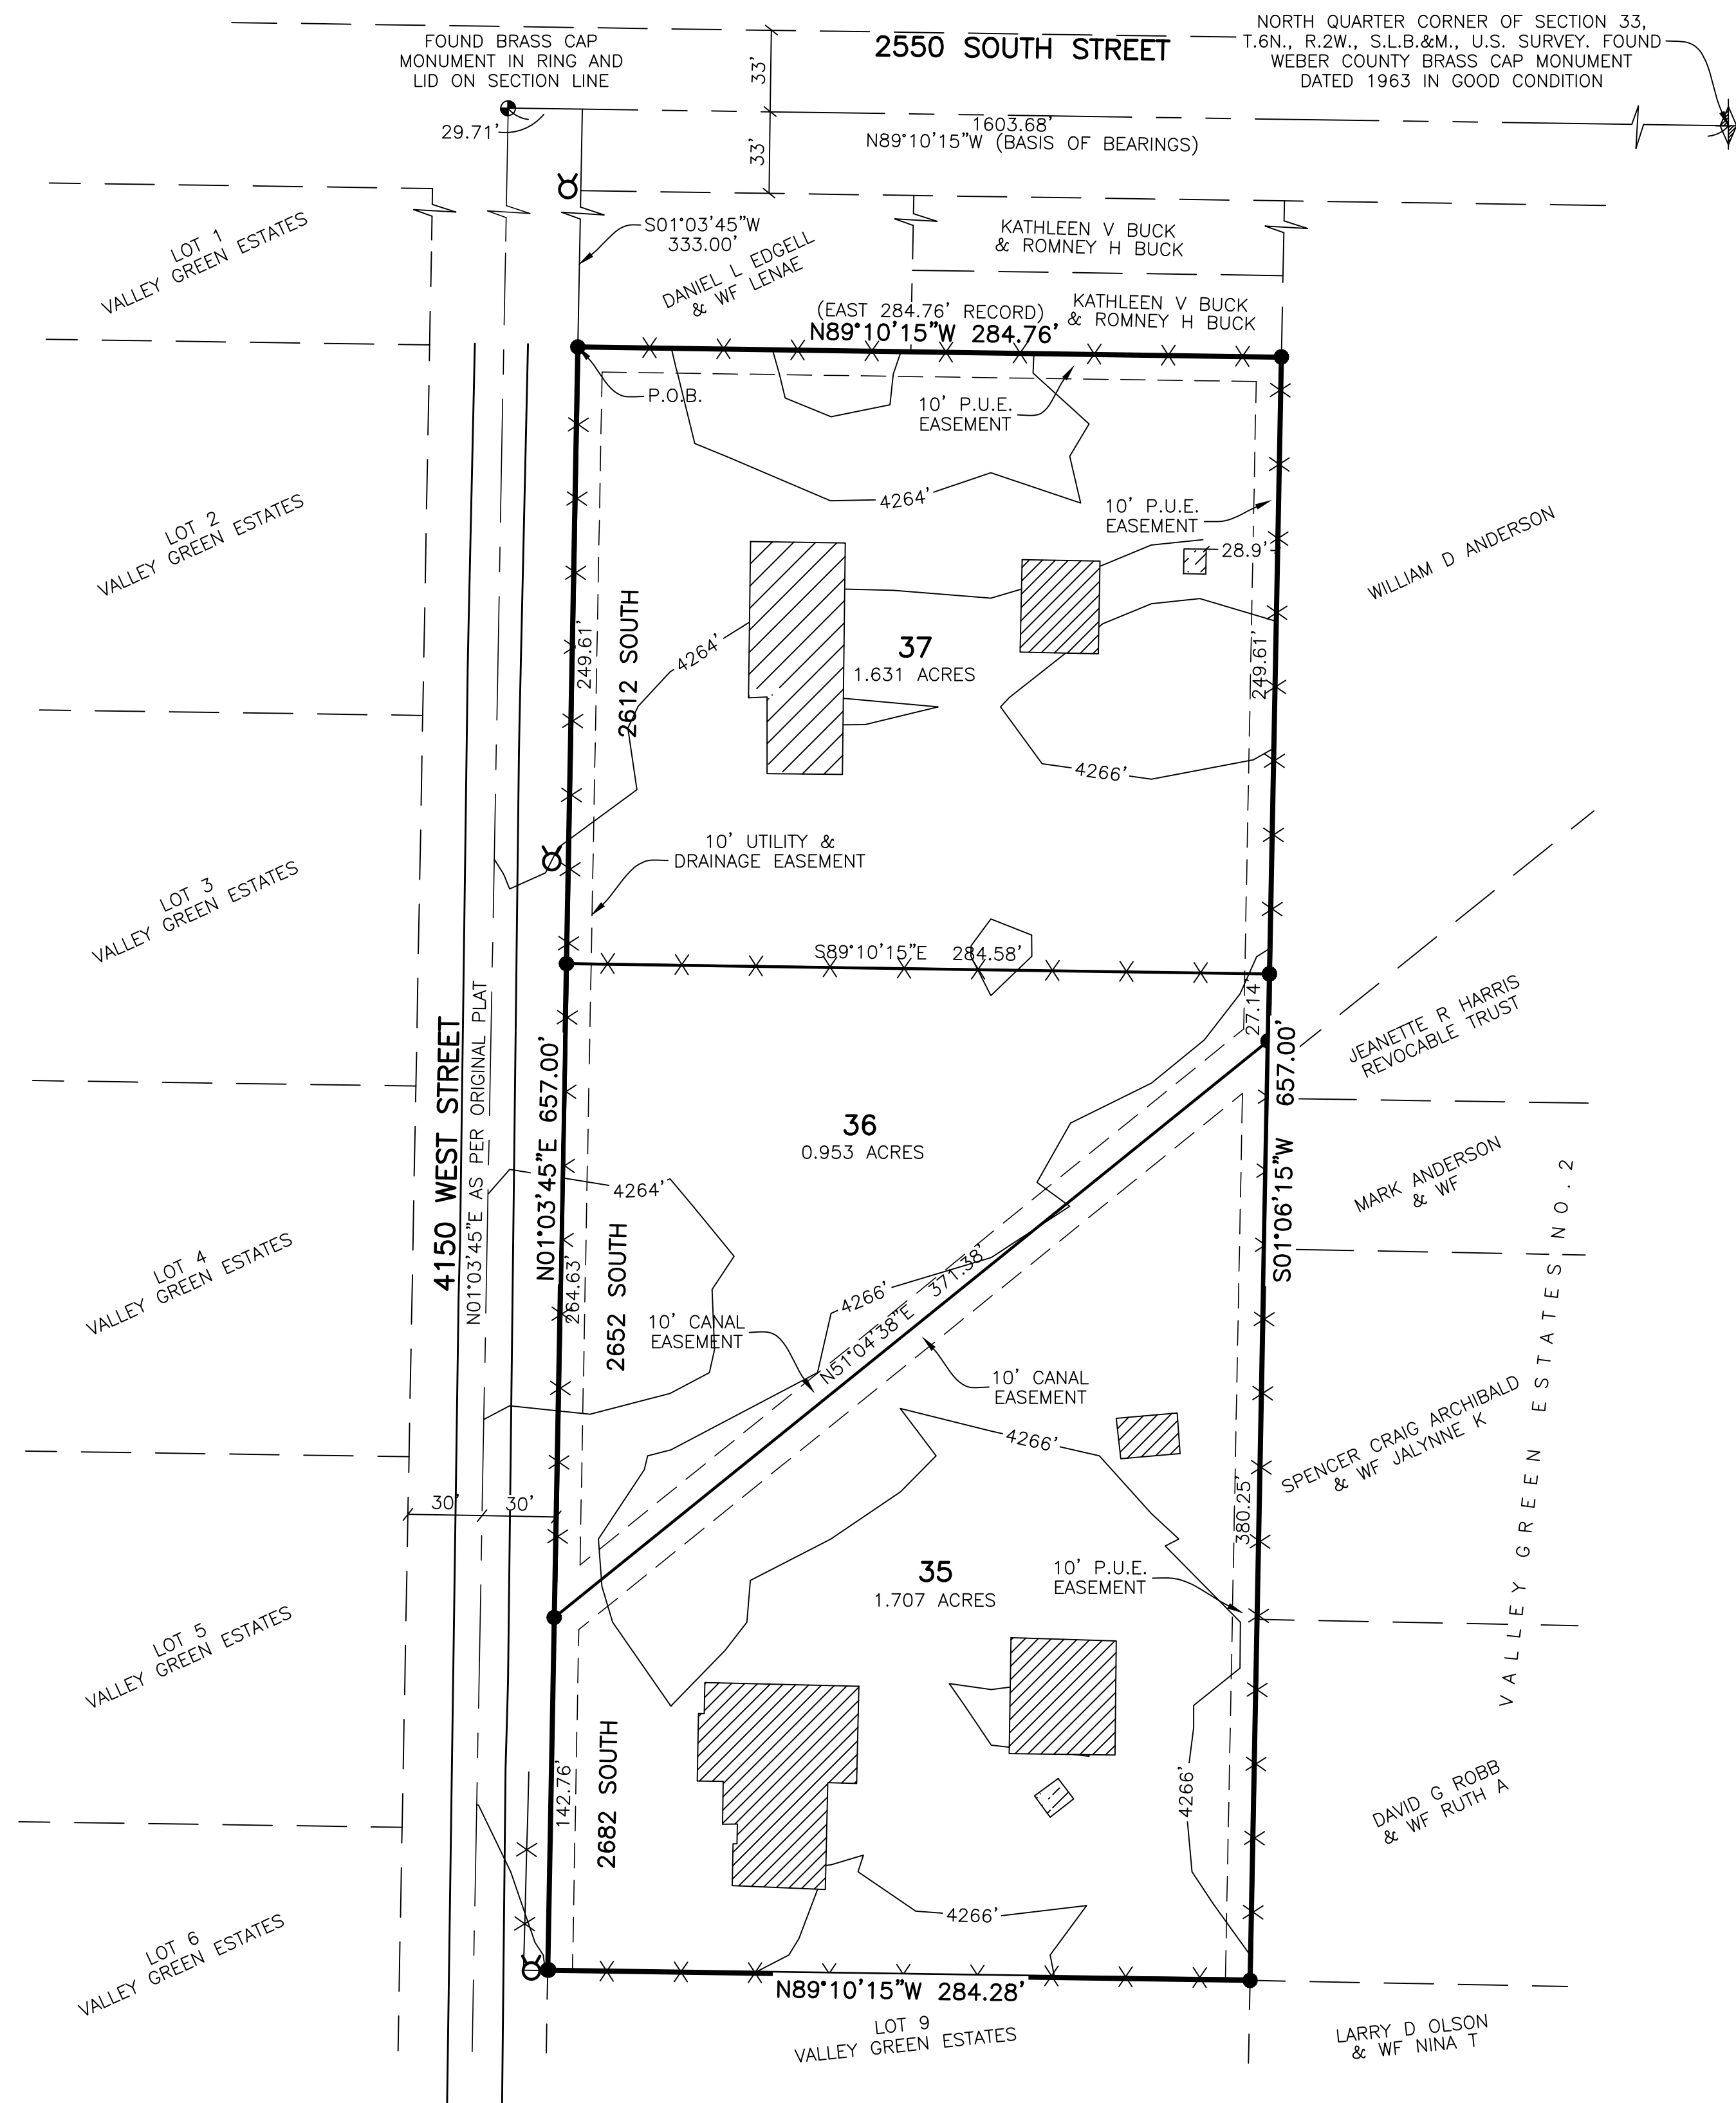 FOUND BRASS CAP
MONUMENT IN RING AND
LID ON SECTION LINE
2550 SOUTH STREET
NORTH QUARTER CORNER OF SECTION 33,
T.6N., R.2W., S.L.B.&M., U.S. SURVEY. FOUND
WEBER COUNTY BRASS CAP MONUMENT
DATED 1963 IN GOOD CONDITION
33'
33'
29.71'
1603.68'
N89°10'15"W (BASIS OF BEARINGS)
S01°03'45"W
333.00'
LOT 1
VALLEY GREEN ESTATES
DANIEL L EDGELL
& WF LENAE
KATHLEEN V BUCK
& ROMNEY H BUCK
KATHLEEN V BUCK
& ROMNEY H BUCK
(EAST 284.76' RECORD)
N89°10'15"W 284.76'
P.O.B.
10' P.U.E.
EASEMENT
4264'
10' P.U.E.
EASEMENT
28.9'
LOT 2
VALLEY GREEN ESTATES
WILLIAM D ANDERSON
249.61'
2612 SOUTH
4264'
37
1.631 ACRES
249.61'
4266'
10' UTILITY &
DRAINAGE EASEMENT
LOT 3
VALLEY GREEN ESTATES
S89°10'15"E 284.58'
27.14'
JEANETTE R HARRIS
REVOCABLE TRUST
4150 WEST STREET
N01°03'45"E AS PER ORIGINAL PLAT
N01°03'45"E 657.00'
36
0.953 ACRES
S01°06'15"W 657.00'
MARK ANDERSON
& WF
4264'
264.63'
2652 SOUTH
LOT 4
VALLEY GREEN ESTATES
4266'
N51°04'38"E 371.38'
10' CANAL
EASEMENT
10' CANAL
EASEMENT
VALLEY GREEN ESTATES NO.2
SPENCER CRAIG ARCHIBALD
& WF JALYNNE K
4266'
30'
30'
380.25'
35
1.707 ACRES
10' P.U.E.
EASEMENT
LOT 5
VALLEY GREEN ESTATES
142.76'
2682 SOUTH
4266'
DAVID G ROBB
& WF RUTH A
LOT 6
VALLEY GREEN ESTATES
4266'
N89°10'15"W 284.28'
LOT 9
VALLEY GREEN ESTATES
LARRY D OLSON
& WF NINA T